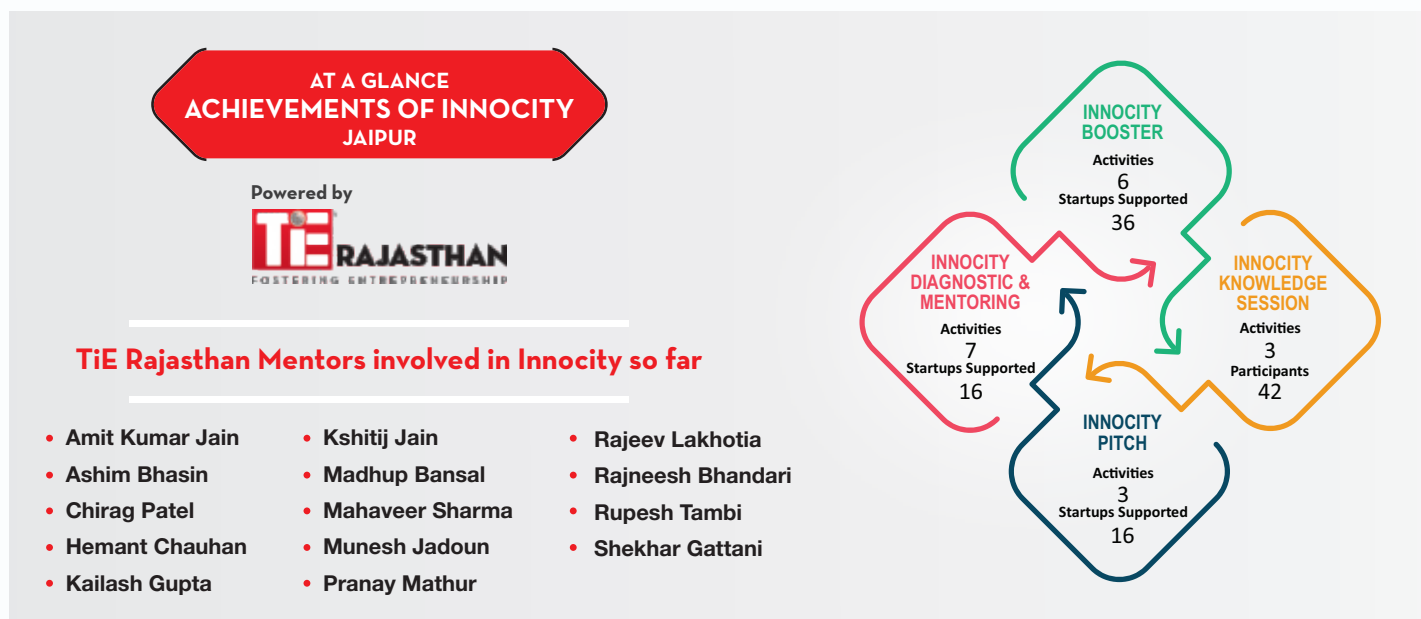 AT A GLANCE
ACHIEVEMENTS OF INNOCITY
JAIPUR
Powered by
TiE RAJASTHAN
FOSTERING ENTREPRENEURSHIP
TiE Rajasthan Mentors involved in Innocity so far
• Amit Kumar Jain
• Ashim Bhasin
• Chirag Patel
• Hemant Chauhan
• Kailash Gupta
• Kshitij Jain
• Madhup Bansal
• Mahaveer Sharma
• Munesh Jadoun
• Pranay Mathur
• Rajeev Lakhotia
• Rajneesh Bhandari
• Rupesh Tambi
• Shekhar Gattani
INNOCITY
BOOSTER
Activities
6
Startups Supported
36
INNOCITY
DIAGNOSTIC &
MENTORING
Activities
7
Startups Supported
16
INNOCITY
KNOWLEDGE
SESSION
Activities
3
Participants
42
INNOCITY
PITCH
Activities
3
Startups Supported
16